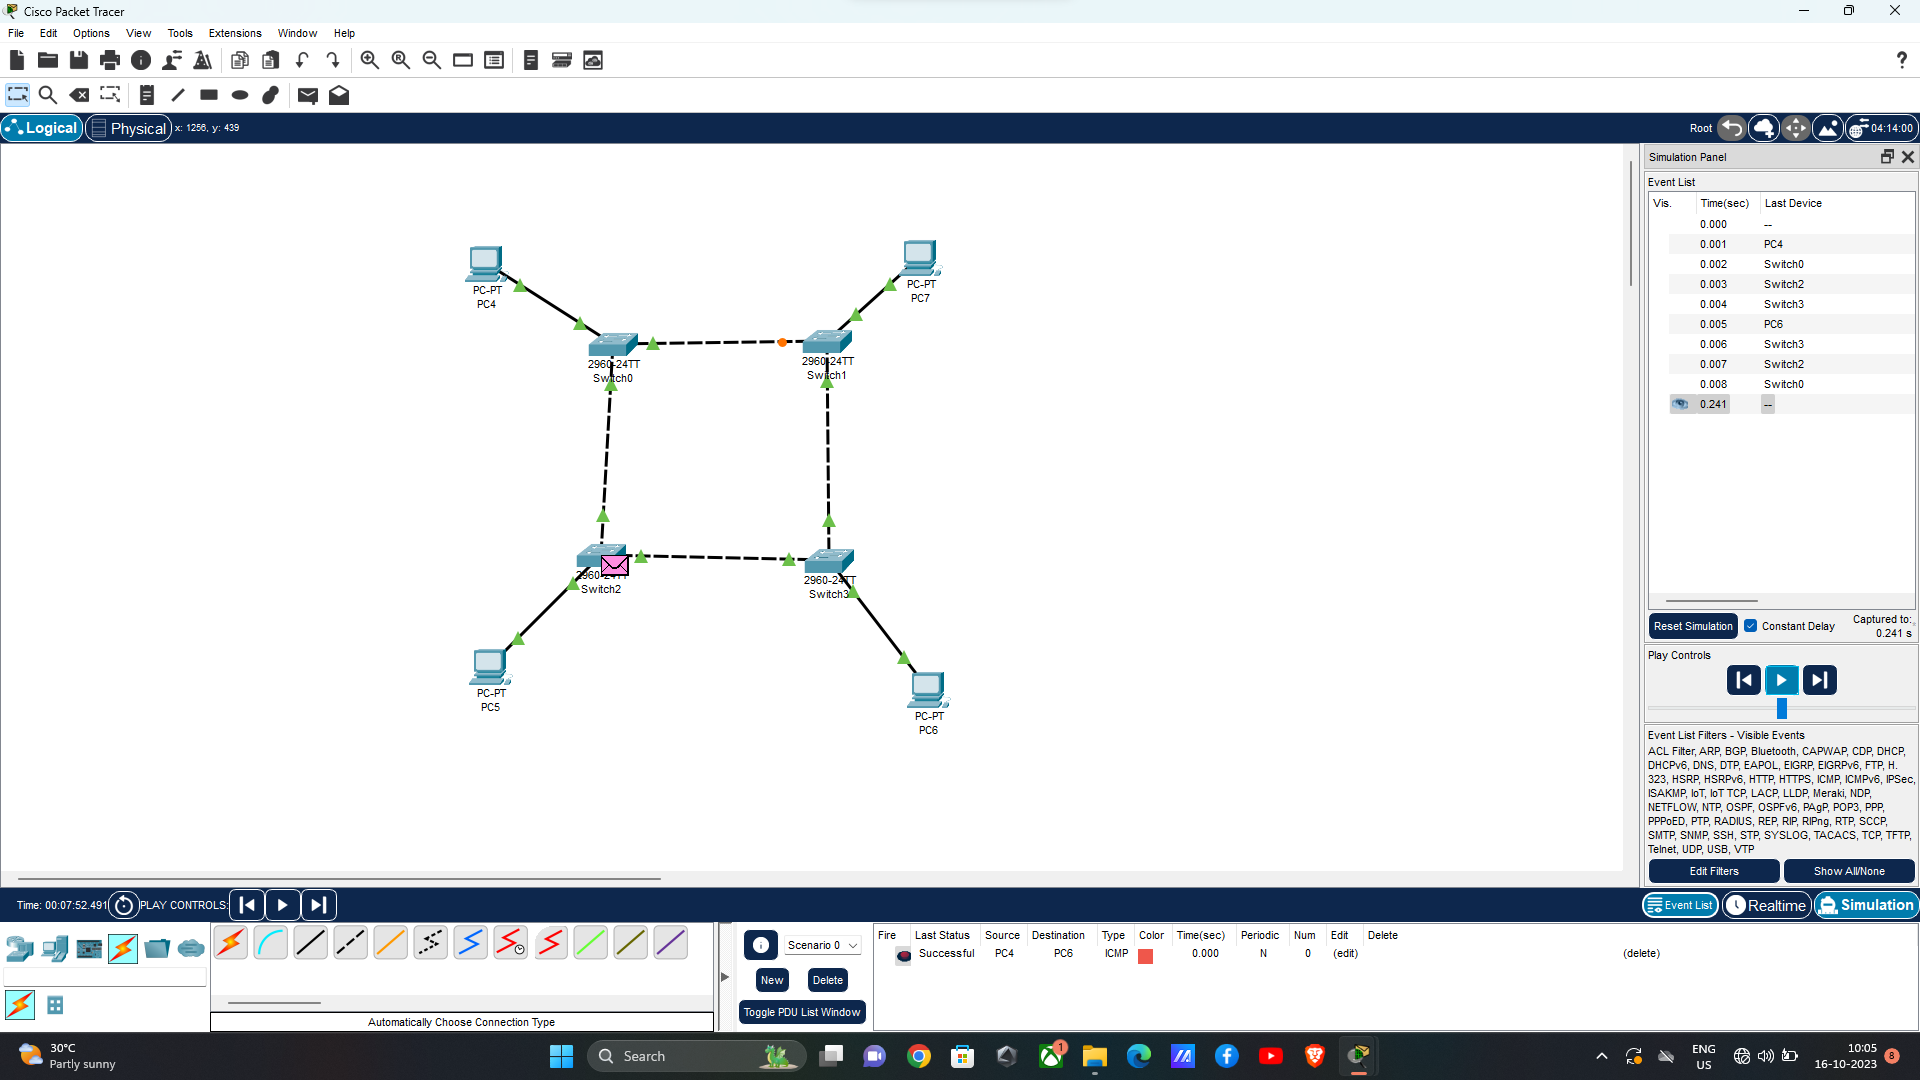 Cisco Packet Tracer
File Edit Options View Tools Extensions Window Help
Logical Physical x: 1256, y: 439 Root 04:14:00
PC-PT
PC4
PC-PT
PC7
2960-24TT
Switch0
2960-24TT
Switch1
2960-24TT
Switch2
2960-24TT
Switch3
PC-PT
PC5
PC-PT
PC6
Simulation Panel
Event List
Vis. Time(sec) Last Device
0.000 --
0.001 PC4
0.002 Switch0
0.003 Switch2
0.004 Switch3
0.005 PC6
0.006 Switch3
0.007 Switch2
0.008 Switch0
0.241 --
Reset Simulation Constant Delay Captured to:
0.241 s
Play Controls
Event List Filters - Visible Events
ACL Filter, ARP, BGP, Bluetooth, CAPWAP, CDP, DHCP,
DHCPv6, DNS, DTP, EAPOL, EIGRP, EIGRPv6, FTP, H.
323, HSRP, HSRPv6, HTTP, HTTPS, ICMP, ICMPv6, IPSec,
ISAKMP, IoT, IoT TCP, LACP, LLDP, Meraki, NDP,
NETFLOW, NTP, OSPF, OSPFv6, PAgP, POP3, PPP,
PPPoED, PTP, RADIUS, REP, RIP, RIPng, RTP, SCCP,
SMTP, SNMP, SSH, STP, SYSLOG, TACACS, TCP, TFTP,
Telnet, UDP, USB, VTP
Edit Filters Show All/None
Time: 00:07:52.491 PLAY CONTROLS: Event List Realtime Simulation
Automatically Choose Connection Type
Scenario 0
New Delete
Toggle PDU List Window
Fire Last Status Source Destination Type Color Time(sec) Periodic Num Edit Delete
Successful PC4 PC6 ICMP 0.000 N 0 (edit) (delete)
30°C
Partly sunny
Search
1
ENG
US
10:05
16-10-2023
8